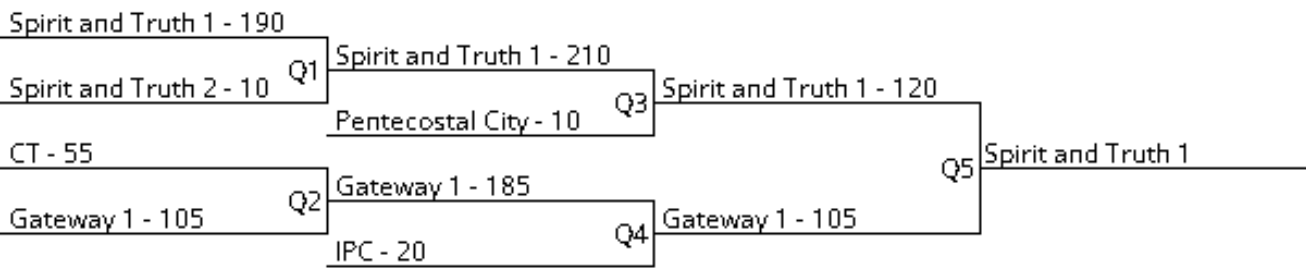 Spirit and Truth 1 - 190
Q1
Spirit and Truth 2 - 10
Spirit and Truth 1 - 210
Q3
Pentecostal City - 10
CT - 55
Q2
Gateway 1 - 105
Gateway 1 - 185
Q4
IPC - 20
Spirit and Truth 1 - 120
Q5
Gateway 1 - 105
Spirit and Truth 1